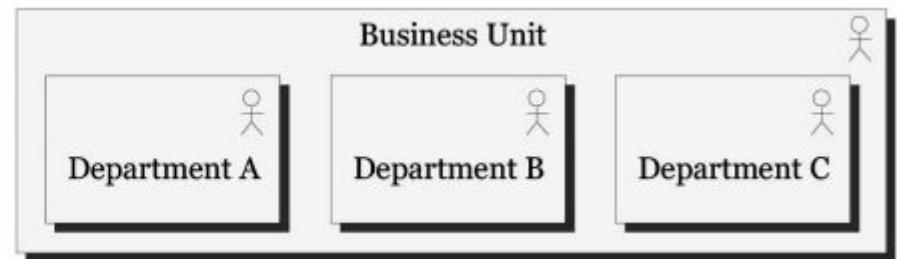 Business Unit
Department A
Department B
Department C